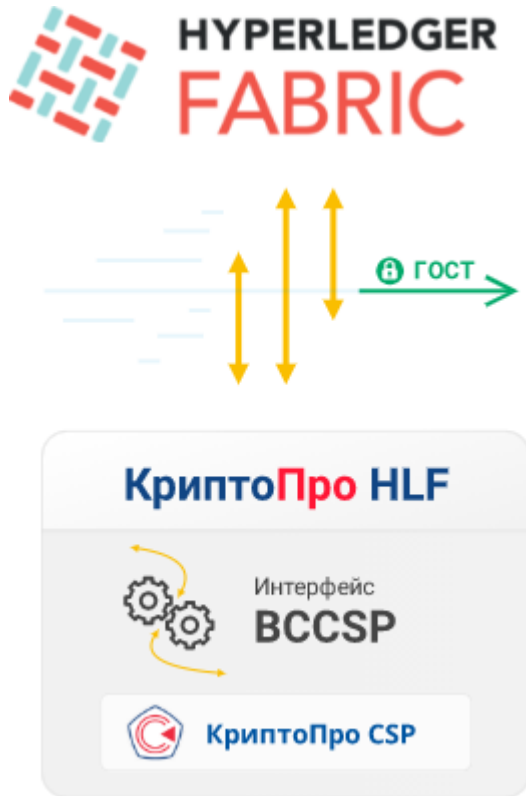 HYPERLEDGER
FABRIC
ГОСТ
КриптоПро HLF
Интерфейс
BCCSP
КриптоПро CSP